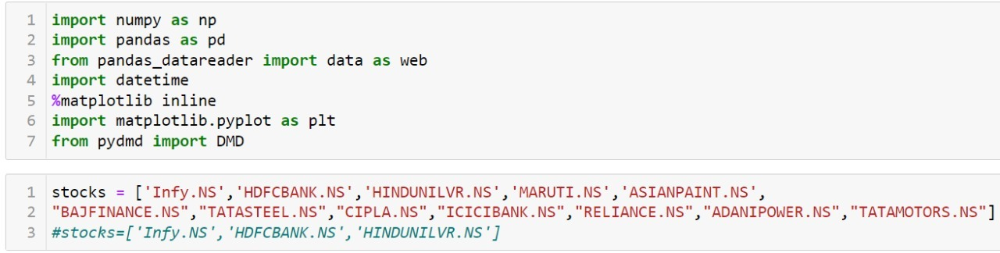 1 import numpy as np
2 import pandas as pd
3 from pandas_datareader import data as web
4 import datetime
5 %matplotlib inline
6 import matplotlib.pyplot as plt
7 from pydmd import DMD
1 stocks = ['Infy.NS','HDFCBANK.NS','HINDUNILVR.NS','MARUTI.NS','ASIANPAINT.NS',
2 "BAJFINANCE.NS","TATASTEEL.NS","CIPLA.NS","ICICIBANK.NS","RELIANCE.NS","ADANIPOWER.NS","TATAMOTORS.NS"]
3 #stocks=['Infy.NS','HDFCBANK.NS','HINDUNILVR.NS']